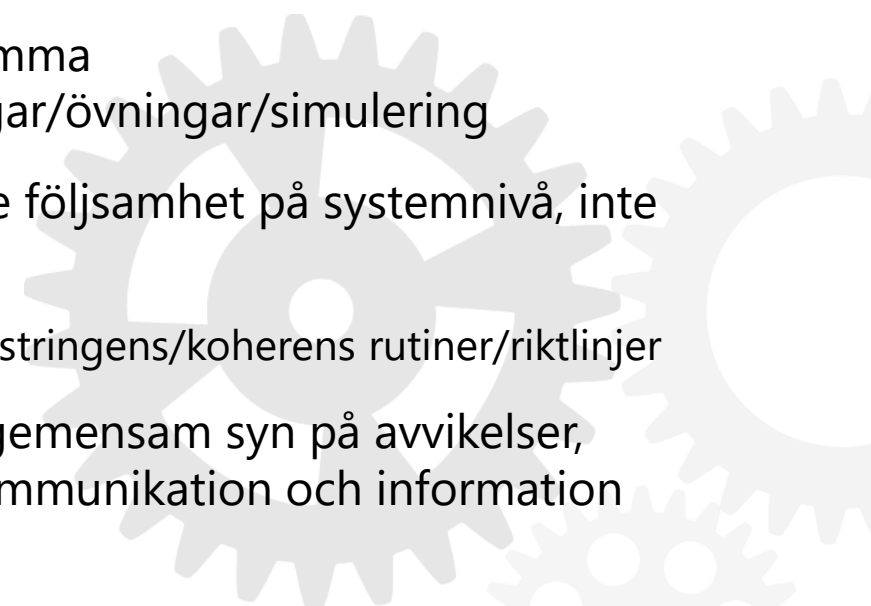 mma
gar/övningar/simulering
e följsamhet på systemnivå, inte
stringens/koherens rutiner/riktlinjer
gemensam syn på avvikelser,
mmunikation och information